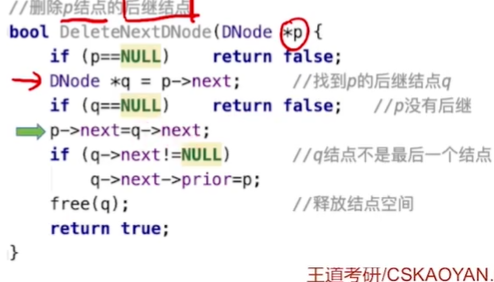 //删除p结点的后继结点
bool DeleteNextDNode(DNode *p){
    if (p==NULL)    return false;
    DNode *q = p->next;        //找到p的后继结点q
    if (q==NULL)    return false;    //p没有后继
    p->next=q->next;
    if (q->next!=NULL)         //q结点不是最后一个结点
        q->next->prior=p;
    free(q);                   //释放结点空间
    return true;
}
王道考研/CSKAOYAN.